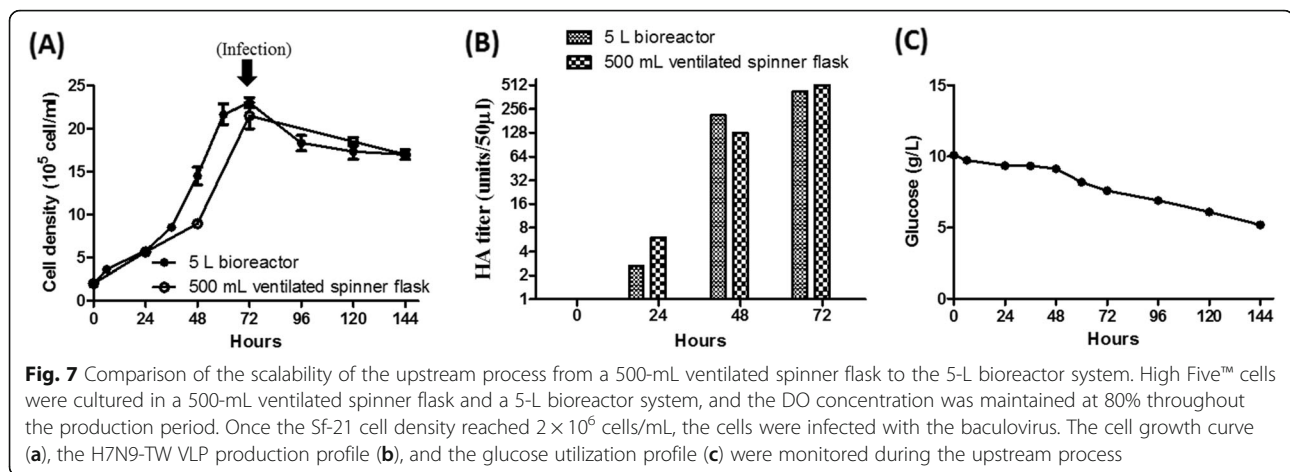 (A)
(Infection)
Cell density (10⁵ cell/ml)
25
20
15
10
5
0
5 L bioreactor
500 mL ventilated spinner flask
0 24 48 72 96 120 144
Hours
(B)
5 L bioreactor
500 mL ventilated spinner flask
HA titer (units/50µl)
512
256
128
64
32
16
8
4
2
1
0 24 48 72
Hours
(C)
Glucose (g/L)
15
10
5
0
0 24 48 72 96 120 144
Hours
Fig. 7 Comparison of the scalability of the upstream process from a 500-mL ventilated spinner flask to the 5-L bioreactor system. High Five™ cells
were cultured in a 500-mL ventilated spinner flask and a 5-L bioreactor system, and the DO concentration was maintained at 80% throughout
the production period. Once the Sf-21 cell density reached 2 × 10⁶ cells/mL, the cells were infected with the baculovirus. The cell growth curve
(a), the H7N9-TW VLP production profile (b), and the glucose utilization profile (c) were monitored during the upstream process